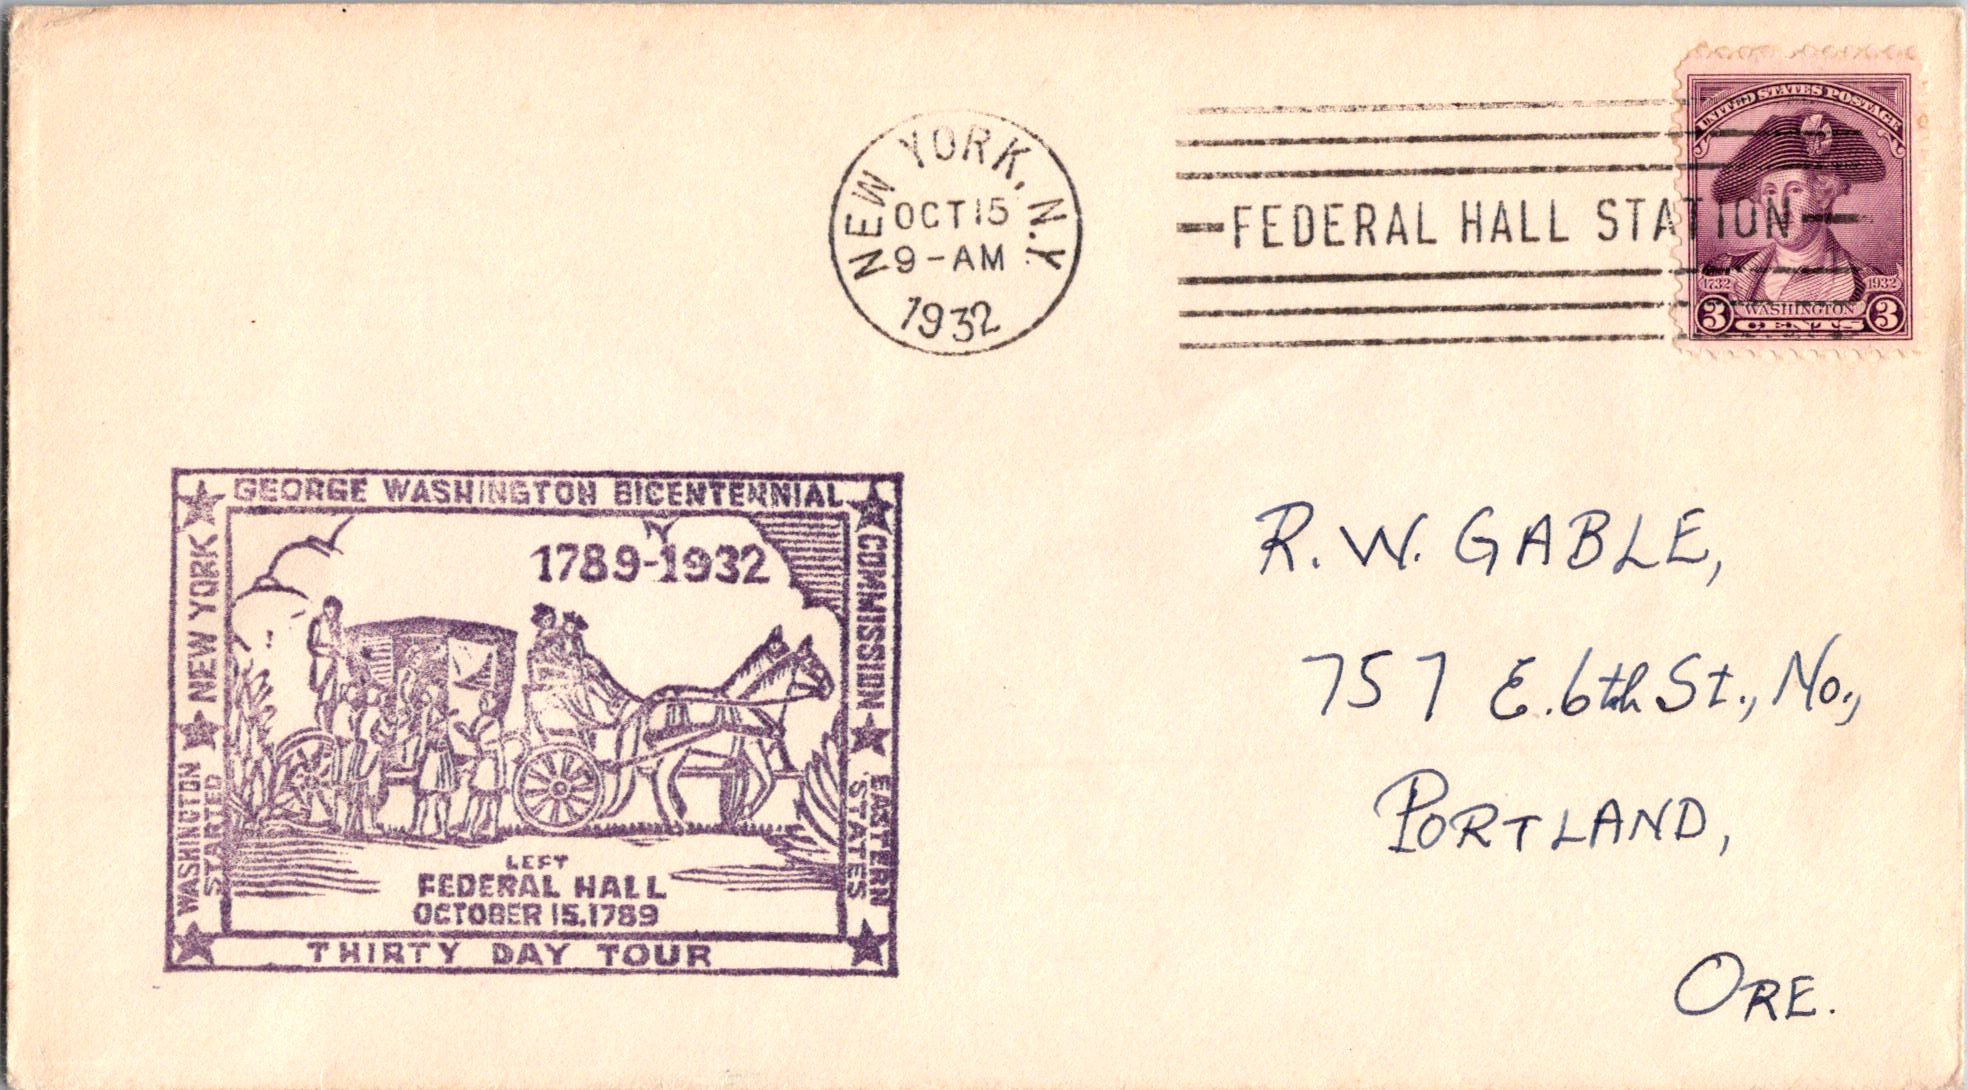 UNITED STATES POSTAGE
1732 1932
3 WASHINGTON 3
CENTS
NEW YORK, N.Y.
OCT 15
9-AM
1932
FEDERAL HALL STATION
GEORGE WASHINGTON BICENTENNIAL
COMMISSION
EASTERN
STATES
NEW YORK
WASHINGTON
STARTED
1789-1932
LEFT
FEDERAL HALL
OCTOBER 15, 1789
THIRTY DAY TOUR
R. W. GABLE,
757 E. 6th St., No.,
PORTLAND,
ORE.